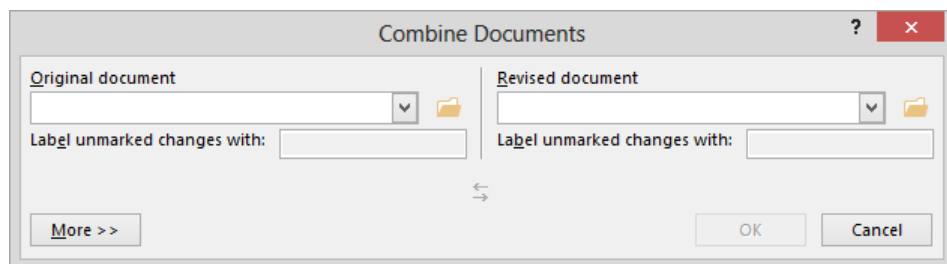 Combine Documents
?
Original document
Revised document
Label unmarked changes with:
Label unmarked changes with:
More >>
OK
Cancel